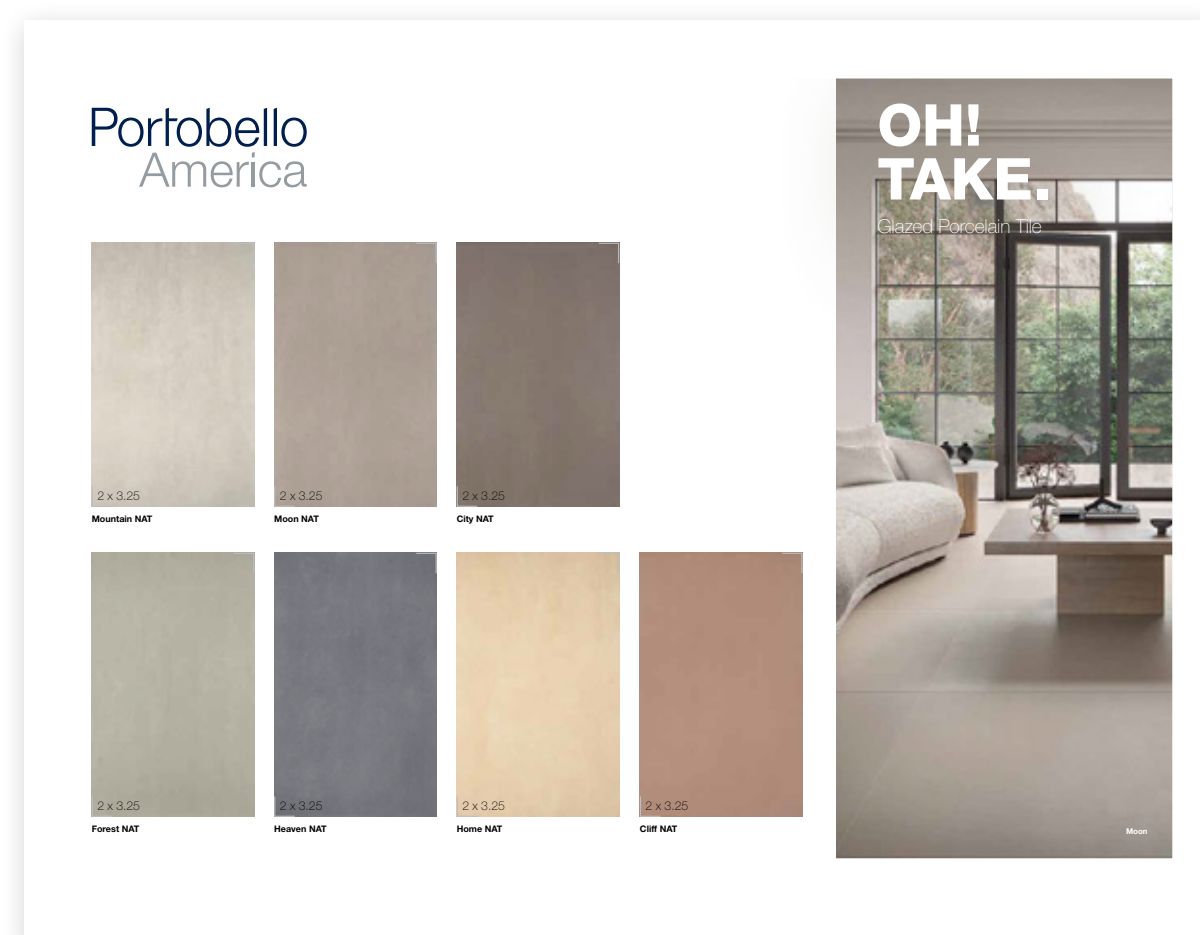 Portobello
America
OH!
TAKE.
Glazed Porcelain Tile
2 x 3.25
2 x 3.25
2 x 3.25
Mountain NAT
Moon NAT
City NAT
2 x 3.25
2 x 3.25
2 x 3.25
2 x 3.25
Forest NAT
Heaven NAT
Home NAT
Cliff NAT
Moon